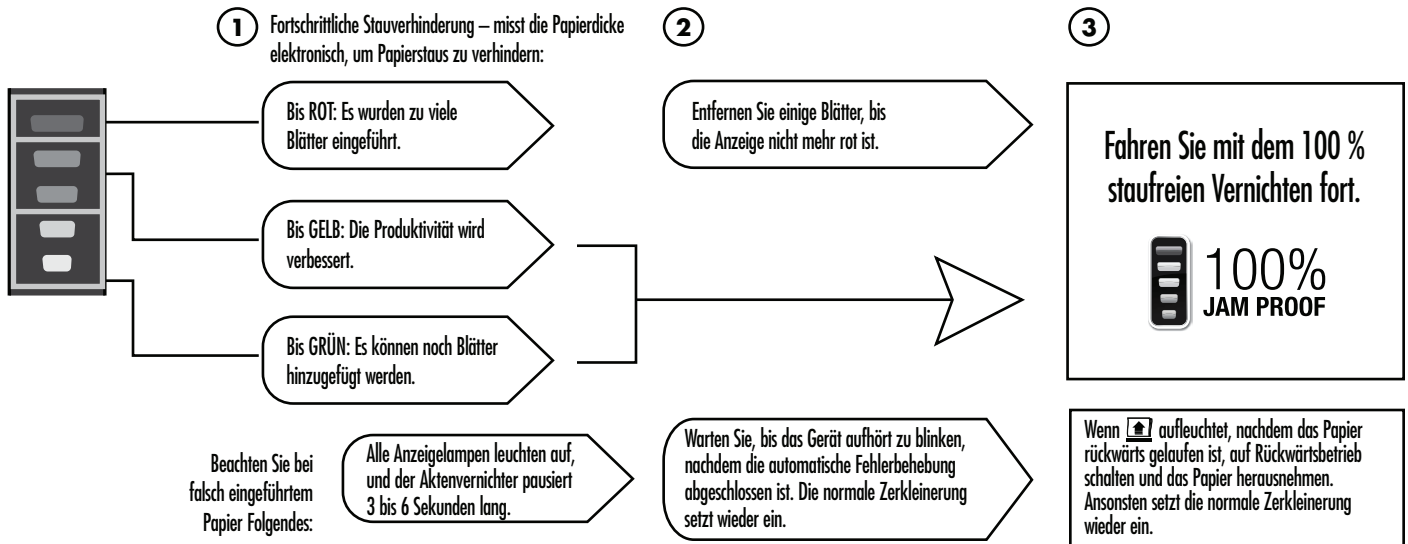 1
Fortschrittliche Stauverhinderung – misst die Papierdicke
elektronisch, um Papierstaus zu verhindern:
Bis ROT: Es wurden zu viele
Blätter eingeführt.
Bis GELB: Die Produktivität wird
verbessert.
Bis GRÜN: Es können noch Blätter
hinzugefügt werden.
2
Entfernen Sie einige Blätter, bis
die Anzeige nicht mehr rot ist.
3
Fahren Sie mit dem 100 %
staufreien Vernichten fort.
100%
JAM PROOF
Beachten Sie bei
falsch eingeführtem
Papier Folgendes:
Alle Anzeigelampen leuchten auf,
und der Aktenvernichter pausiert
3 bis 6 Sekunden lang.
Warten Sie, bis das Gerät aufhört zu blinken,
nachdem die automatische Fehlerbehebung
abgeschlossen ist. Die normale Zerkleinerung
setzt wieder ein.
Wenn aufleuchtet, nachdem das Papier
rückwärts gelaufen ist, auf Rückwärtsbetrieb
schalten und das Papier herausnehmen.
Ansonsten setzt die normale Zerkleinerung
wieder ein.